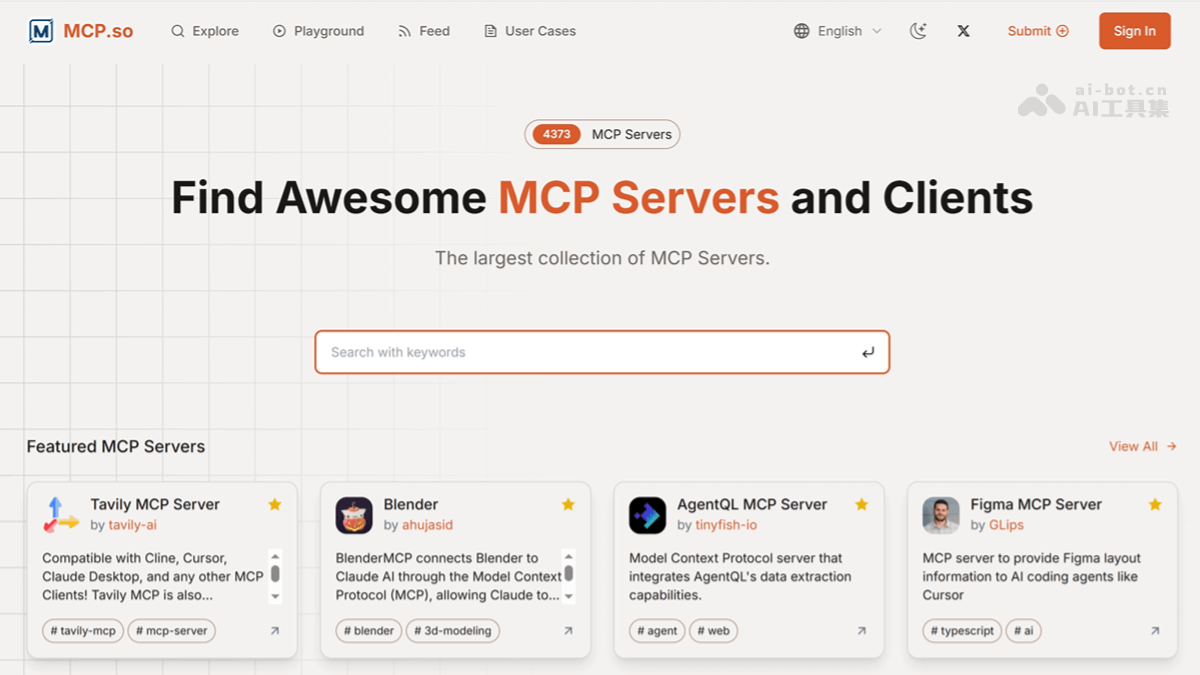 MCP.so Explore Playground Feed User Cases English X Submit Sign In
ai-bot.cn
AI工具集
4373 MCP Servers
Find Awesome MCP Servers and Clients
The largest collection of MCP Servers.
Search with keywords
Featured MCP Servers
View All
Tavily MCP Server
by tavily-ai
Compatible with Cline, Cursor,
Claude Desktop, and any other MCP
Clients! Tavily MCP is also...
# tavily-mcp # mcp-server
Blender
by ahujasid
BlenderMCP connects Blender to
Claude AI through the Model Context
Protocol (MCP), allowing Claude to...
# blender # 3d-modeling
AgentQL MCP Server
by tinyfish-io
Model Context Protocol server that
integrates AgentQL's data extraction
capabilities.
# agent # web
Figma MCP Server
by GLips
MCP server to provide Figma layout
information to AI coding agents like
Cursor
# typescript # ai